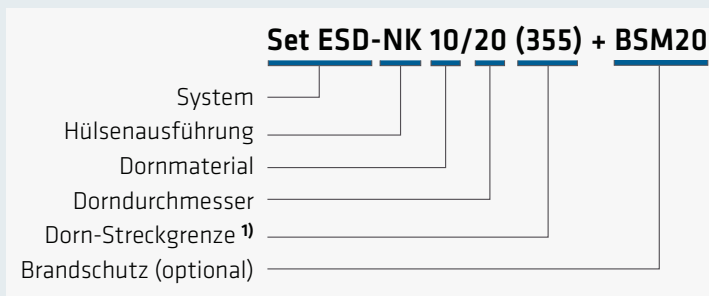 Set ESD-NK 10/20 (355) + BSM20
System
Hülsenausführung
Dornmaterial
Dorndurchmesser
Dorn-Streckgrenze 1)
Brandschutz (optional)